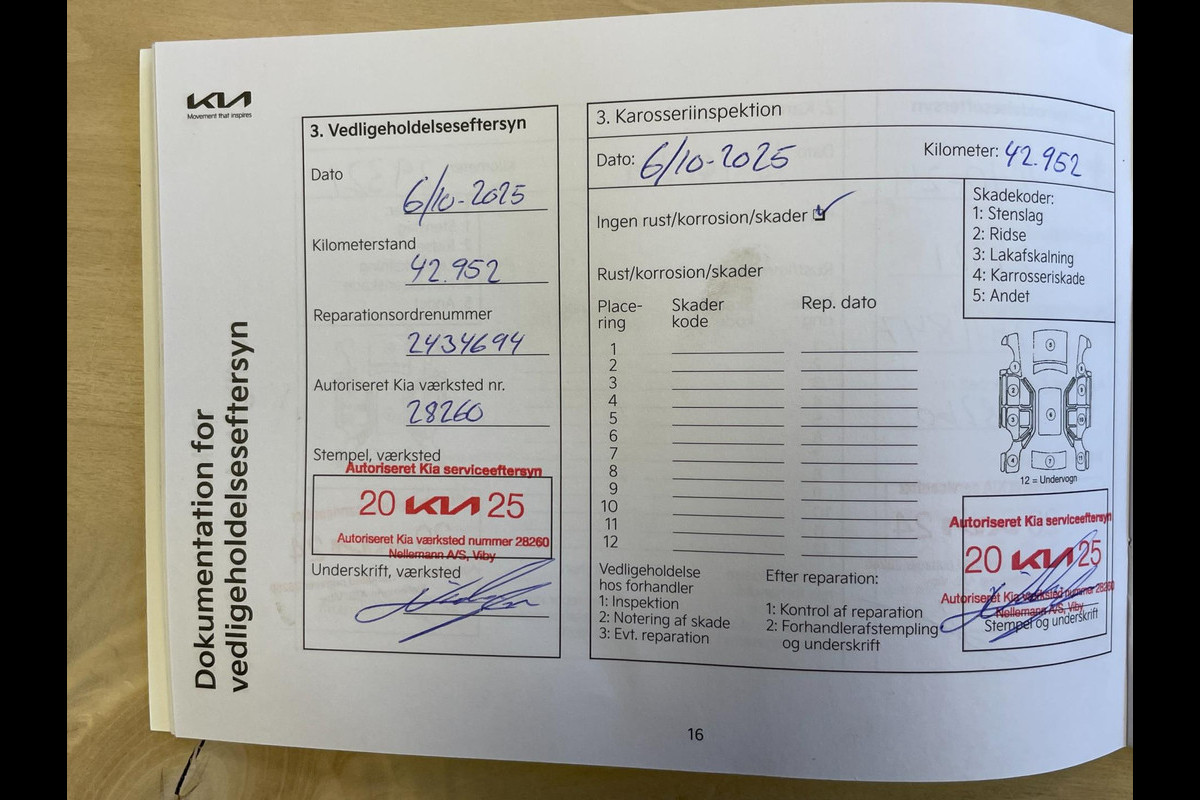 KIA
Movement that inspires
Dokumentation for
vedligeholdelseseftersyn
3. Vedligeholdelseseftersyn
Dato
6/10-2025
Kilometerstand
42.952
Reparationsordrenummer
2434694
Autoriseret Kia værksted nr.
28260
Stempel, værksted
Autoriseret Kia serviceeftersyn
20 KIA 25
Autoriseret Kia værksted nummer 28260
Nellemann A/S, Viby
Underskrift, værksted
3. Karosseriinspektion
Dato: 6/10-2025 Kilometer: 42.952
Ingen rust/korrosion/skader
Rust/korrosion/skader
Place-
ring
Skader
kode
Rep. dato
1
2
3
4
5
6
7
8
9
10
11
12
Skadekoder:
1: Stenslag
2: Ridse
3: Lakafskalning
4: Karrosseriskade
5: Andet
12 = Undervogn
Vedligeholdelse
hos forhandler
1: Inspektion
2: Notering af skade
3: Evt. reparation
Efter reparation:
1: Kontrol af reparation
2: Forhandlerafstempling
og underskrift
Autoriseret Kia serviceeftersyn
20 KIA 25
Autoriseret Kia værksted nummer 28260
Nellemann A/S, Viby
Stempel og underskrift
16